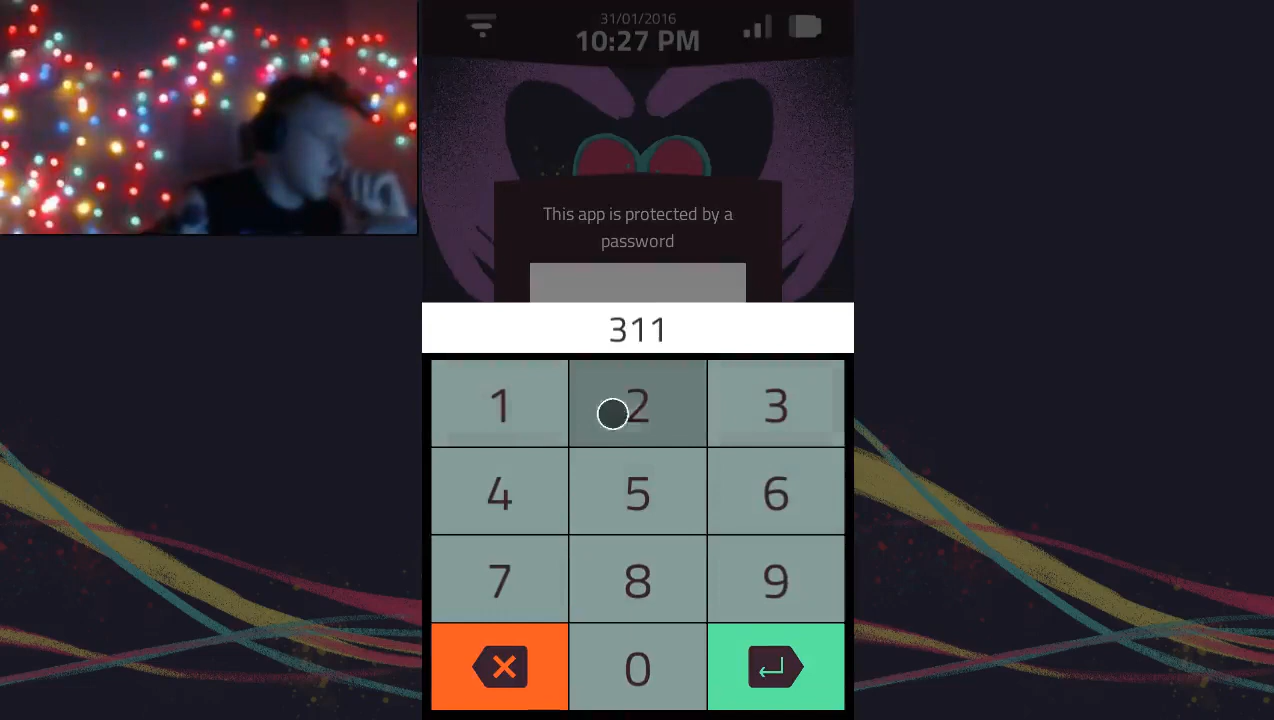 31/01/2016
10:27 PM
This app is protected by a
password
311
1 2 3
4 5 6
7 8 9
0